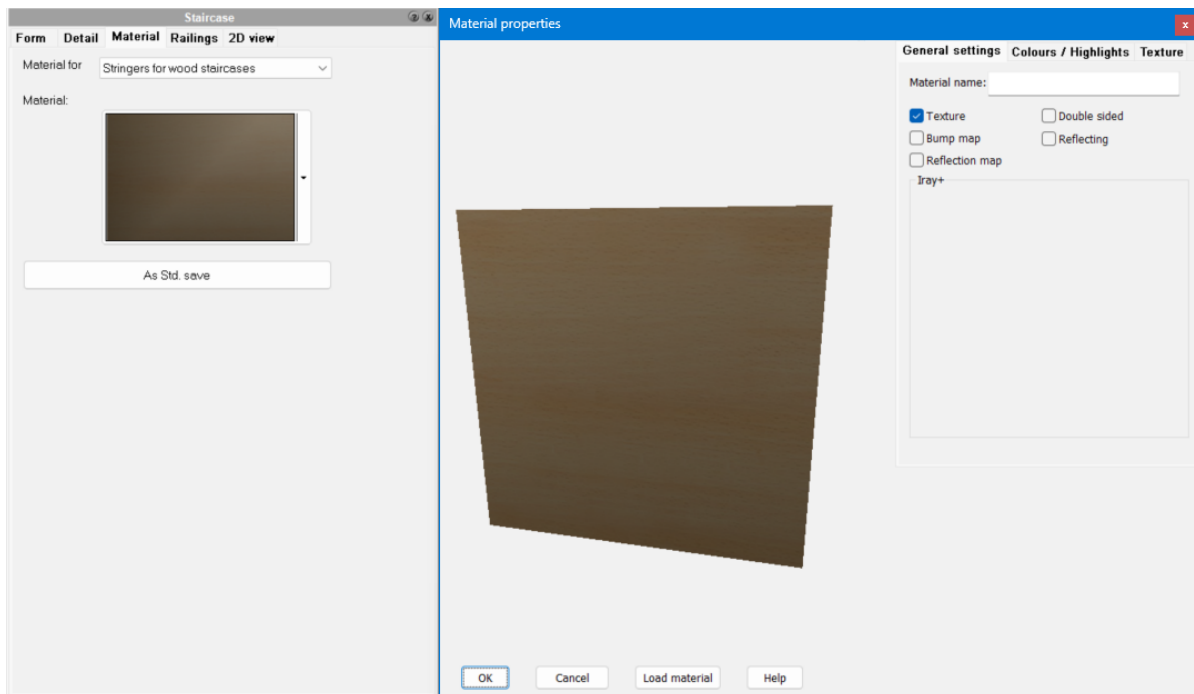 Staircase
Form Detail Material Railings 2D view
Material for Stringers for wood staircases
Material:
As Std. save
Material properties
General settings Colours / Highlights Texture
Material name:
Texture Double sided
Bump map Reflecting
Reflection map
Iray+
OK Cancel Load material Help